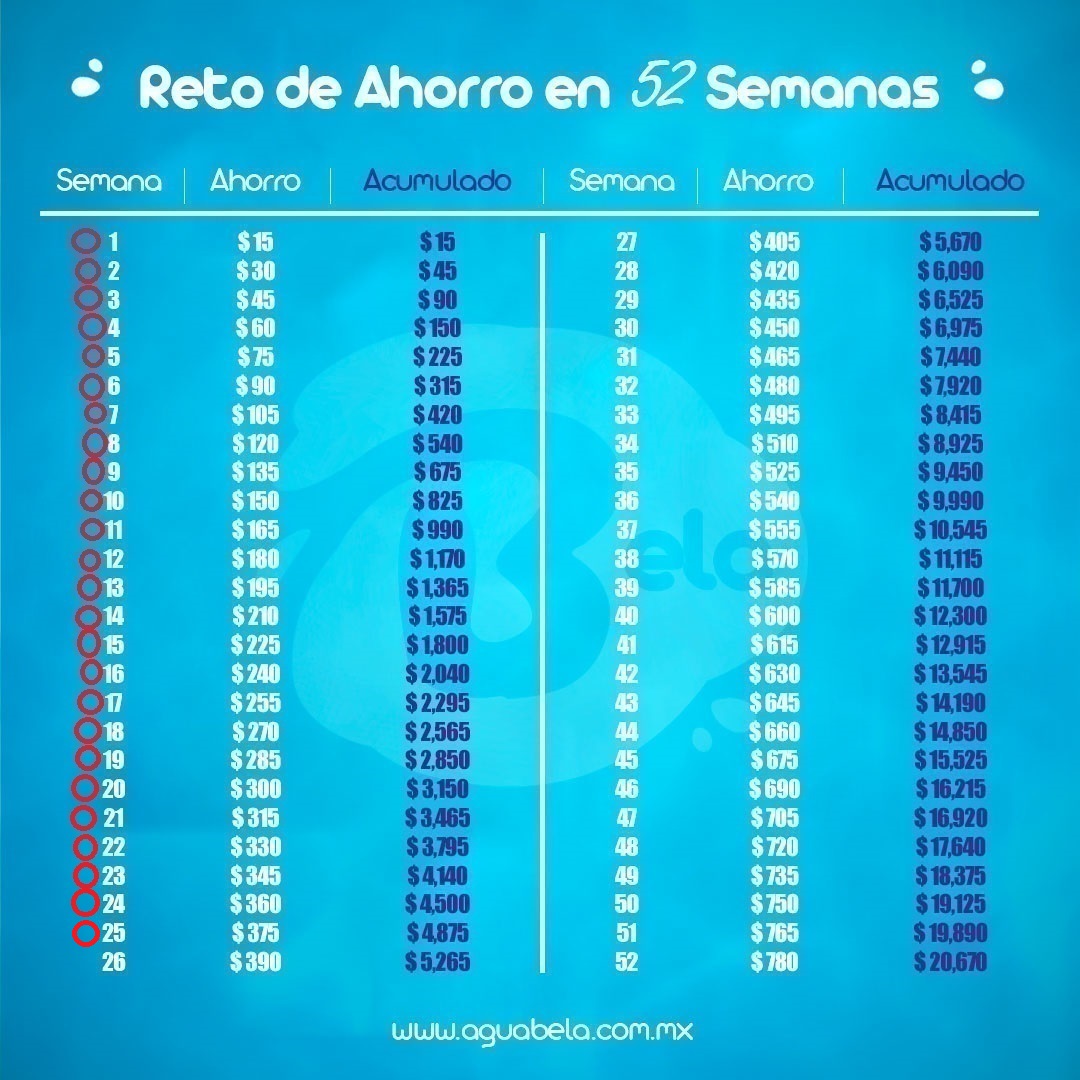 Reto de Ahorro en 52 Semanas
Semana Ahorro Acumulado Semana Ahorro Acumulado
1 $15 $15 27 $405 $5,670
2 $30 $45 28 $420 $6,090
3 $45 $90 29 $435 $6,525
4 $60 $150 30 $450 $6,975
5 $75 $225 31 $465 $7,440
6 $90 $315 32 $480 $7,920
7 $105 $420 33 $495 $8,415
8 $120 $540 34 $510 $8,925
9 $135 $675 35 $525 $9,450
10 $150 $825 36 $540 $9,990
11 $165 $990 37 $555 $10,545
12 $180 $1,170 38 $570 $11,115
13 $195 $1,365 39 $585 $11,700
14 $210 $1,575 40 $600 $12,300
15 $225 $1,800 41 $615 $12,915
16 $240 $2,040 42 $630 $13,545
17 $255 $2,295 43 $645 $14,190
18 $270 $2,565 44 $660 $14,850
19 $285 $2,850 45 $675 $15,525
20 $300 $3,150 46 $690 $16,215
21 $315 $3,465 47 $705 $16,920
22 $330 $3,795 48 $720 $17,640
23 $345 $4,140 49 $735 $18,375
24 $360 $4,500 50 $750 $19,125
25 $375 $4,875 51 $765 $19,890
26 $390 $5,265 52 $780 $20,670
Bela
www.aguabela.com.mx